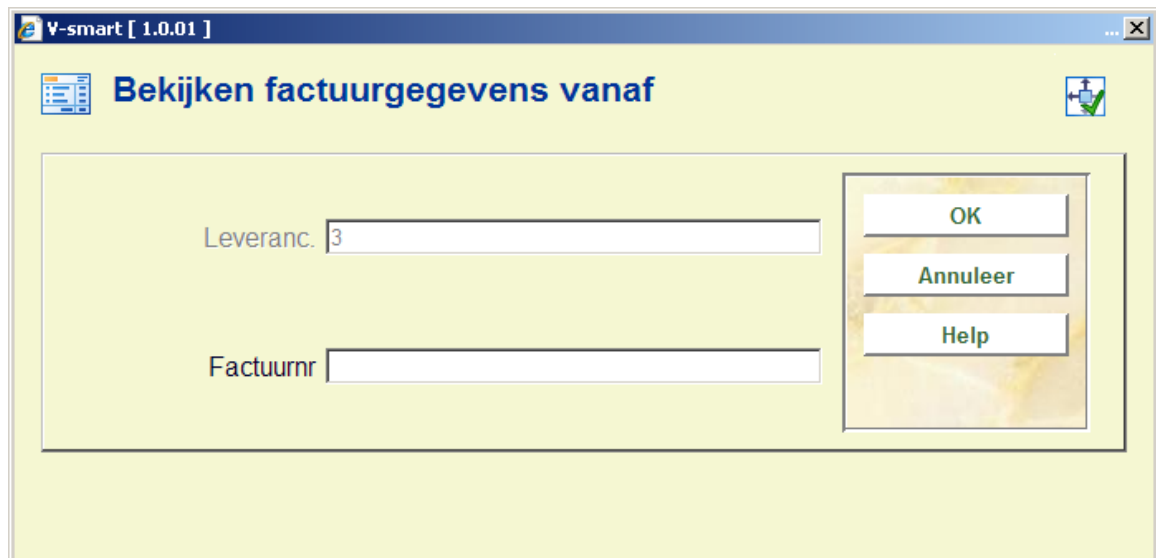 V-smart [ 1.0.01 ] ...
Bekijken factuurgegevens vanaf
Leveranc. 3
OK
Annuleer
Help
Factuurnr